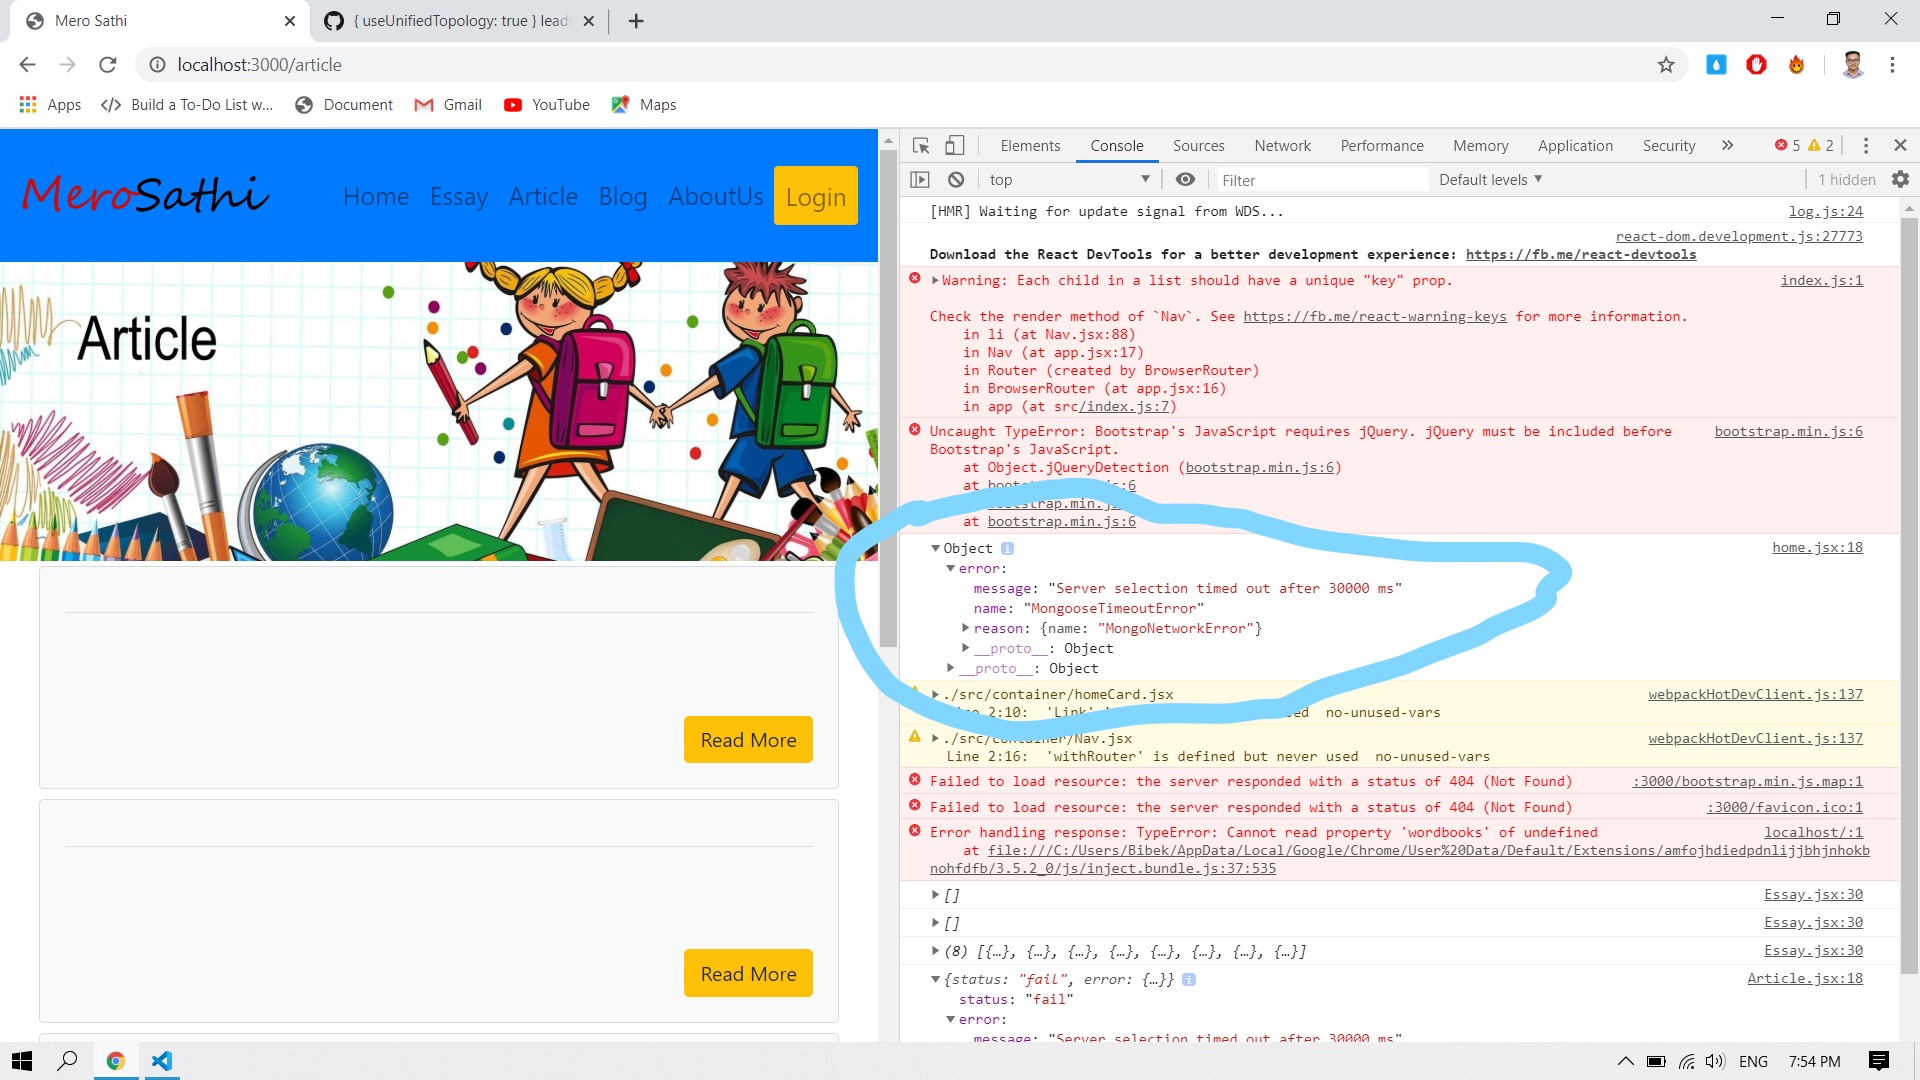 Mero Sathi
{ useUnifiedTopology: true } leads
localhost:3000/article
Apps
Build a To-Do List w...
Document
Gmail
YouTube
Maps
MeroSathi
Home Essay Article Blog AboutUs Login
Article
Read More
Read More
Elements Console Sources Network Performance Memory Application Security » 5 2
top Filter Default levels ▼ 1 hidden
[HMR] Waiting for update signal from WDS... log.js:24
react-dom.development.js:27773
Download the React DevTools for a better development experience: https://fb.me/react-devtools
Warning: Each child in a list should have a unique "key" prop. index.js:1
Check the render method of `Nav`. See https://fb.me/react-warning-keys for more information.
in li (at Nav.jsx:88)
in Nav (at app.jsx:17)
in Router (created by BrowserRouter)
in BrowserRouter (at app.jsx:16)
in app (at src/index.js:7)
Uncaught TypeError: Bootstrap's JavaScript requires jQuery. jQuery must be included before bootstrap.min.js:6
Bootstrap's JavaScript.
at Object.jQueryDetection (bootstrap.min.js:6)
at
at bootstrap.min.js:6
Object home.jsx:18
error:
message: "Server selection timed out after 30000 ms"
name: "MongooseTimeoutError"
reason: {name: "MongoNetworkError"}
__proto__: Object
__proto__: Object
./src/container/homeCard.jsx webpackHotDevClient.js:137
2:10: 'Link' no-unused-vars
./src/container/Nav.jsx webpackHotDevClient.js:137
Line 2:16: 'withRouter' is defined but never used no-unused-vars
Failed to load resource: the server responded with a status of 404 (Not Found) :3000/bootstrap.min.js.map:1
Failed to load resource: the server responded with a status of 404 (Not Found) :3000/favicon.ico:1
Error handling response: TypeError: Cannot read property 'wordbooks' of undefined localhost/:1
at file:///C:/Users/Bibek/AppData/Local/Google/Chrome/User%20Data/Default/Extensions/amfojhdiedpdnlijjbhjnhokb
nohfdfb/3.5.2_0/js/inject.bundle.js:37:535
[] Essay.jsx:30
[] Essay.jsx:30
(8) [{…}, {…}, {…}, {…}, {…}, {…}, {…}, {…}] Essay.jsx:30
{status: "fail", error: {…}} Article.jsx:18
status: "fail"
error:
message: "Server selection timed out after 30000 ms"
ENG 7:54 PM